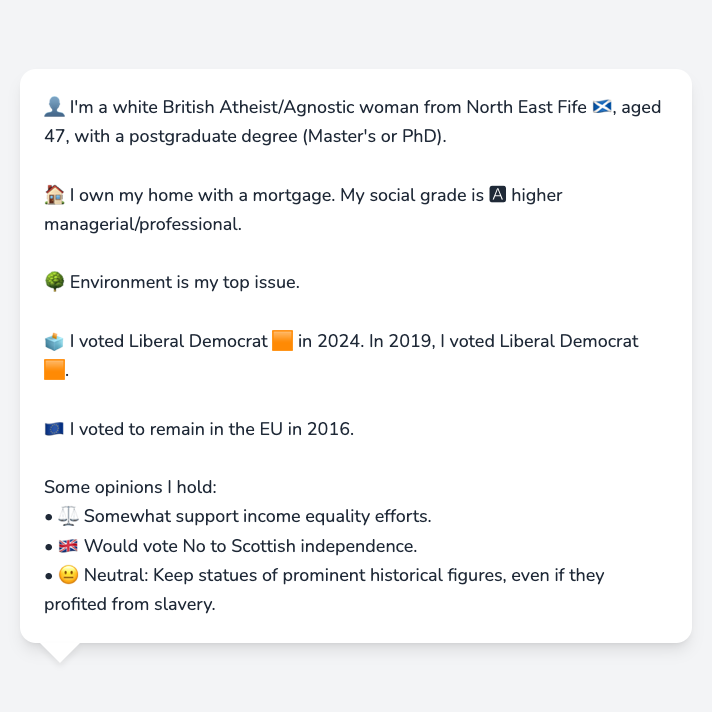 👤 I'm a white British Atheist/Agnostic woman from North East Fife 🏴󠁧󠁢󠁳󠁣󠁴󠁿, aged
47, with a postgraduate degree (Master's or PhD).
🏠 I own my home with a mortgage. My social grade is 🅰 higher
managerial/professional.
🌳 Environment is my top issue.
🗳️ I voted Liberal Democrat 🟧 in 2024. In 2019, I voted Liberal Democrat
🟧.
🇪🇺 I voted to remain in the EU in 2016.
Some opinions I hold:
• ⚖️ Somewhat support income equality efforts.
• 🇬🇧 Would vote No to Scottish independence.
• 😐 Neutral: Keep statues of prominent historical figures, even if they
profited from slavery.